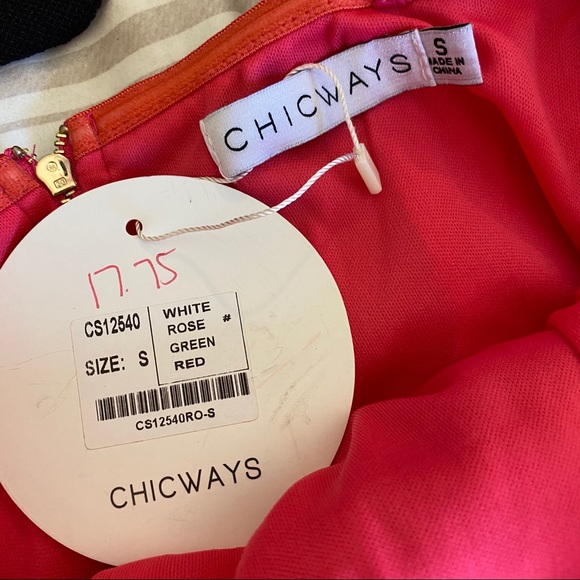 CHICWAYS
S
MADE IN
CHINA
17.75
CS12540
SIZE: S
WHITE
ROSE #
GREEN
RED
CS12540RO-S
CHICWAYS